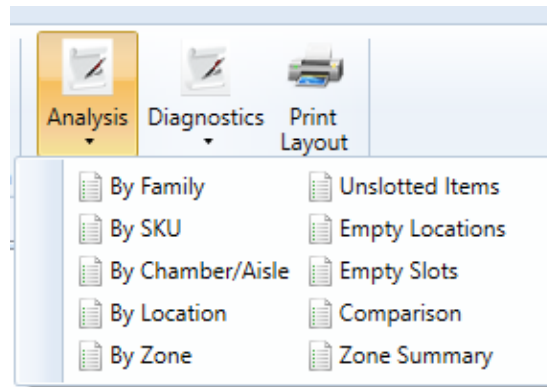 Analysis Diagnostics Print
Layout
By Family
By SKU
By Chamber/Aisle
By Location
By Zone
Unslotted Items
Empty Locations
Empty Slots
Comparison
Zone Summary